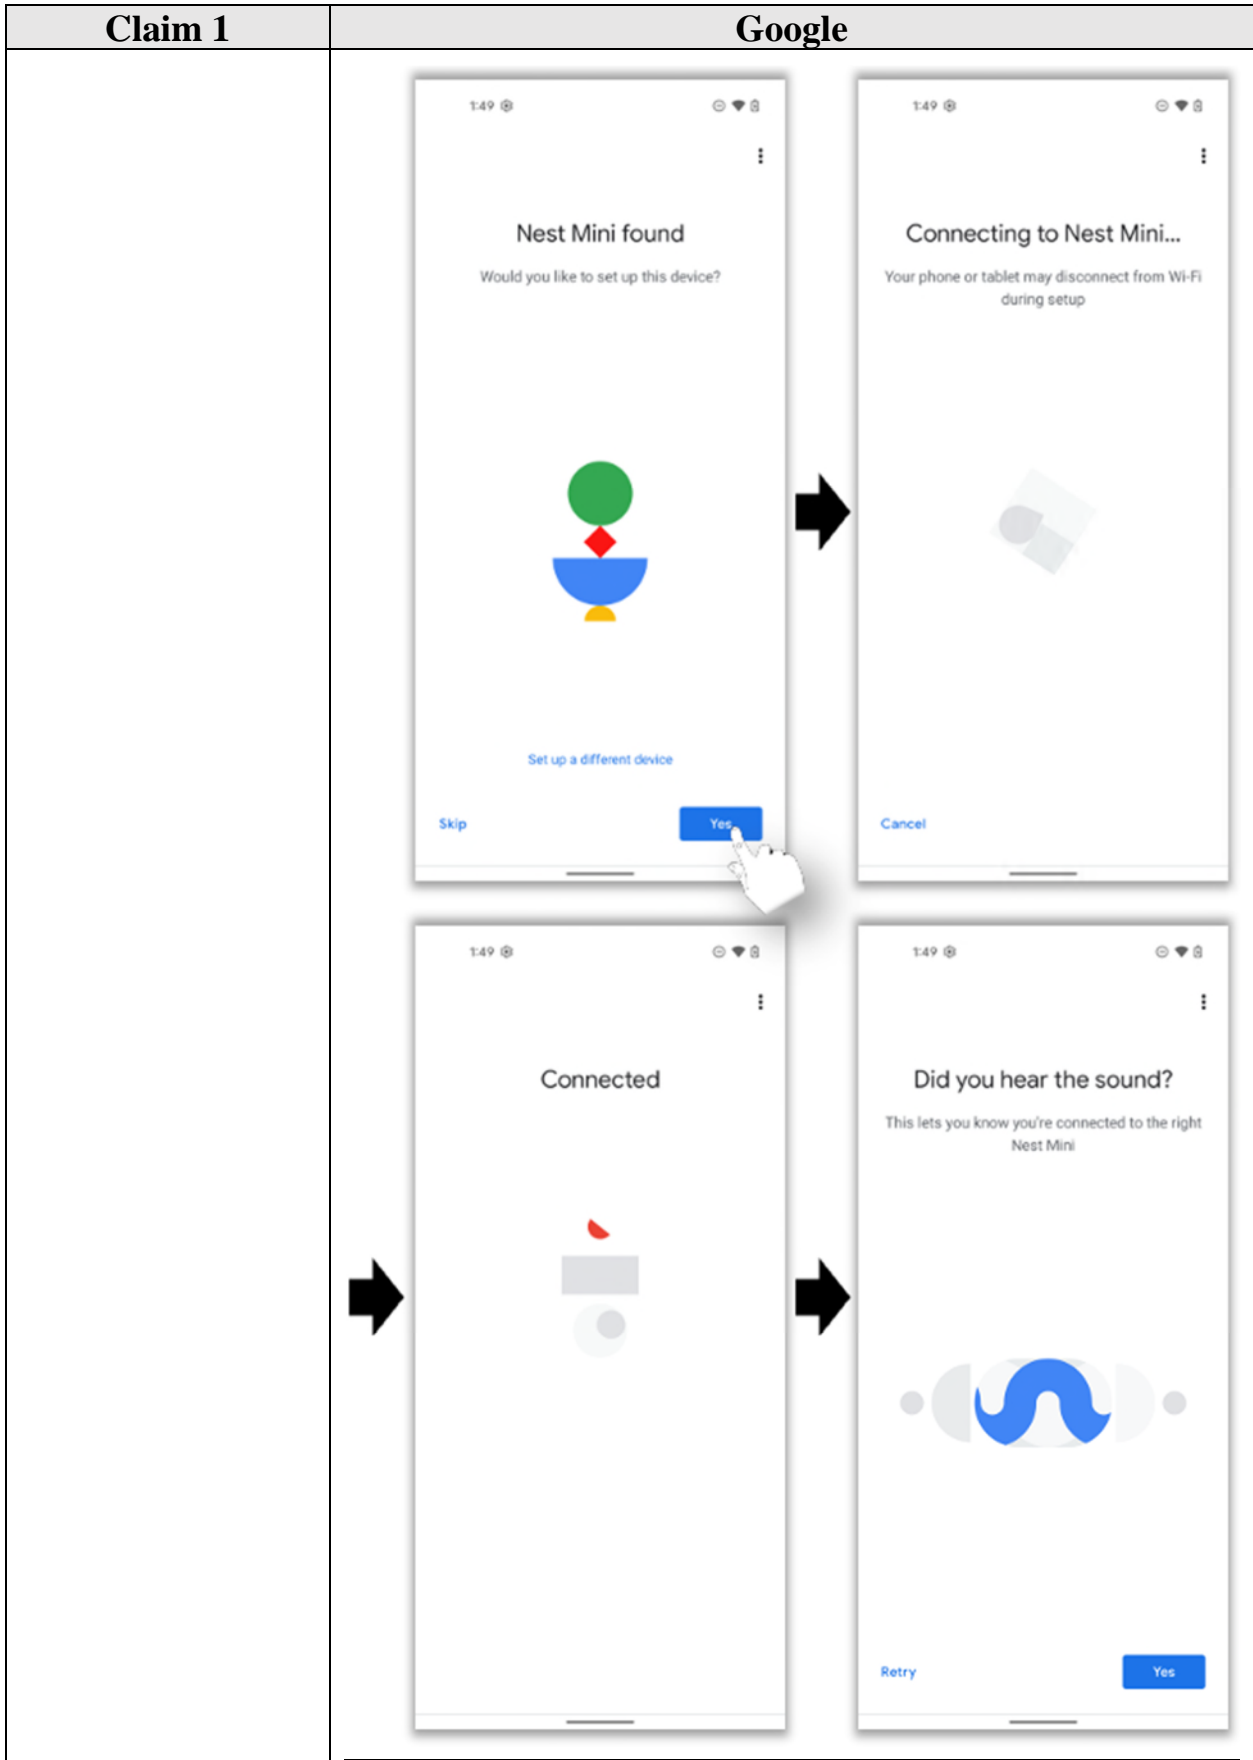 Claim 1
Google
1:49
Nest Mini found
Would you like to set up this device?
Set up a different device
Skip
Yes
1:49
Connecting to Nest Mini...
Your phone or tablet may disconnect from Wi-Fi
during setup
Cancel
1:49
Connected
1:49
Did you hear the sound?
This lets you know you're connected to the right
Nest Mini
Retry
Yes